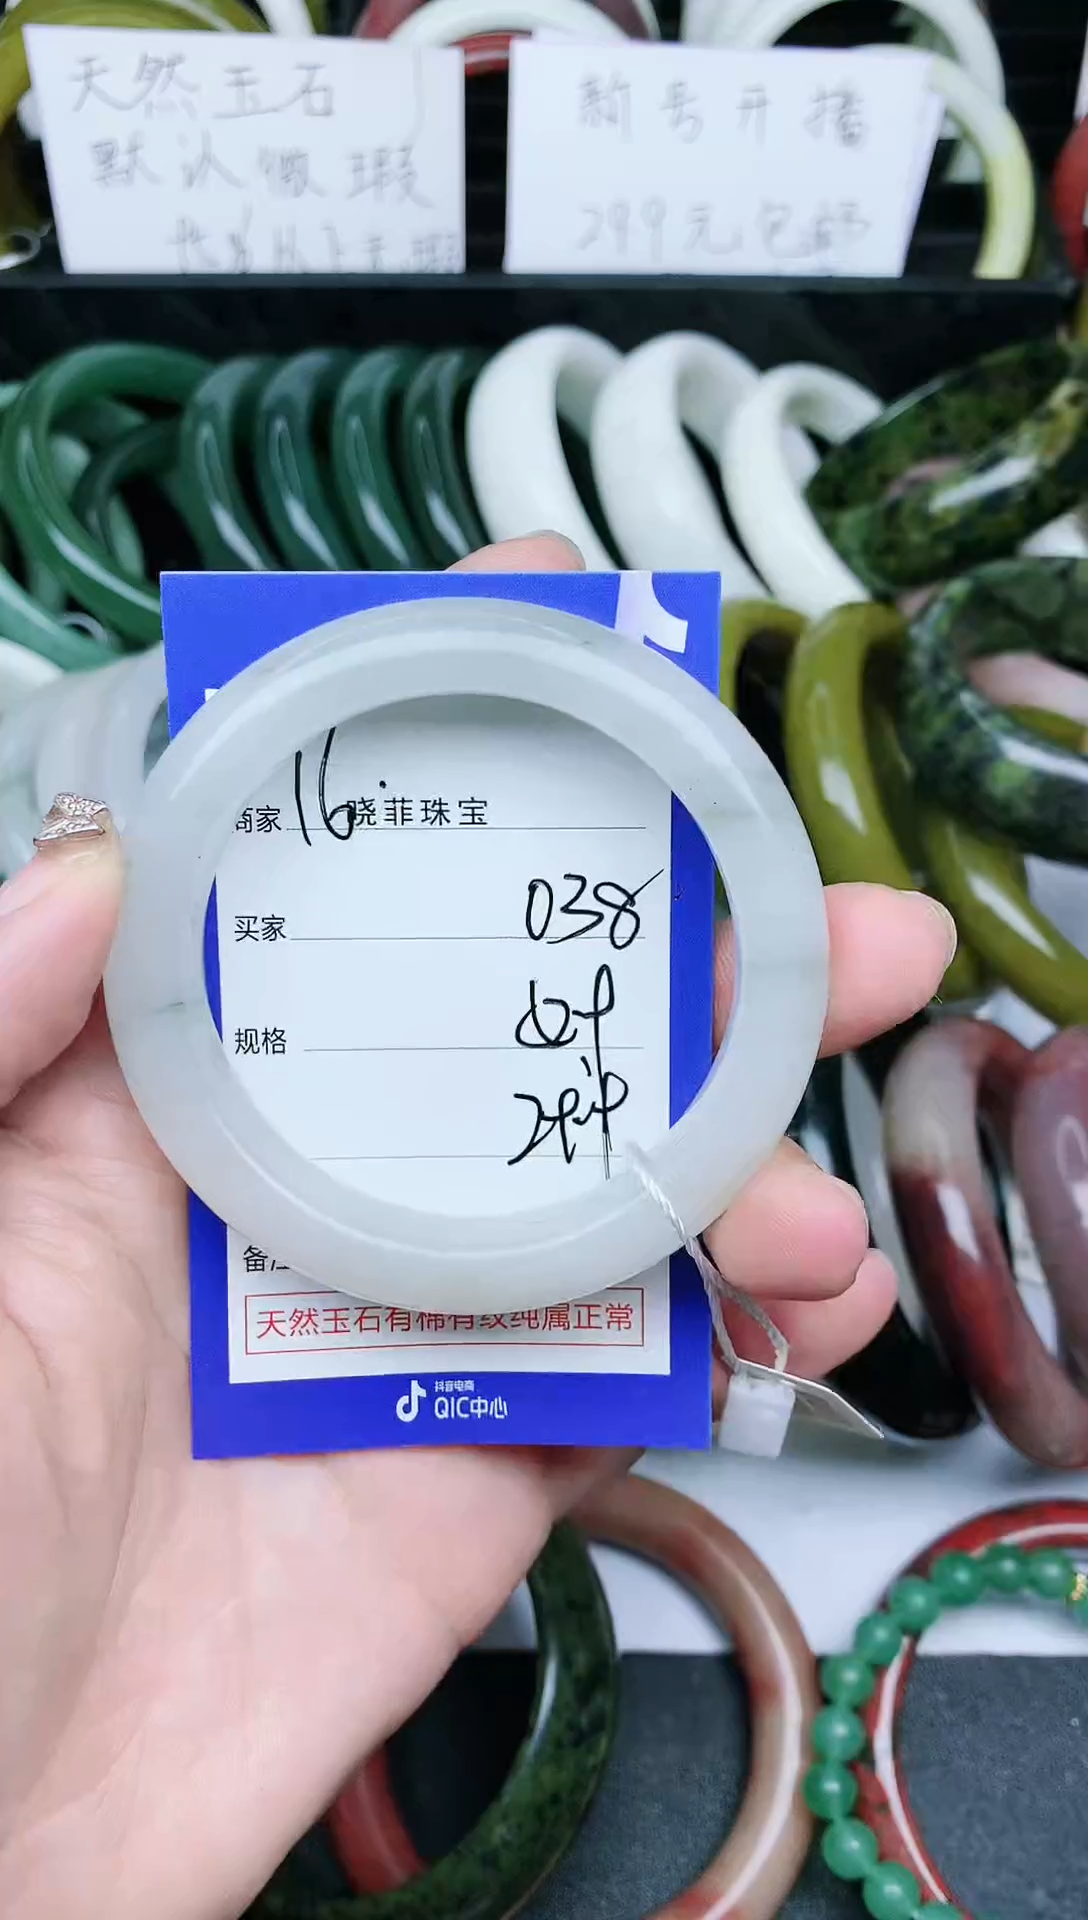 天然玉石
默认微瑕
新号开播
299元包邮
商家 16 晓菲珠宝
买家 038
规格
天然玉石有棉有纹纯属正常
抖音电商
QIC中心